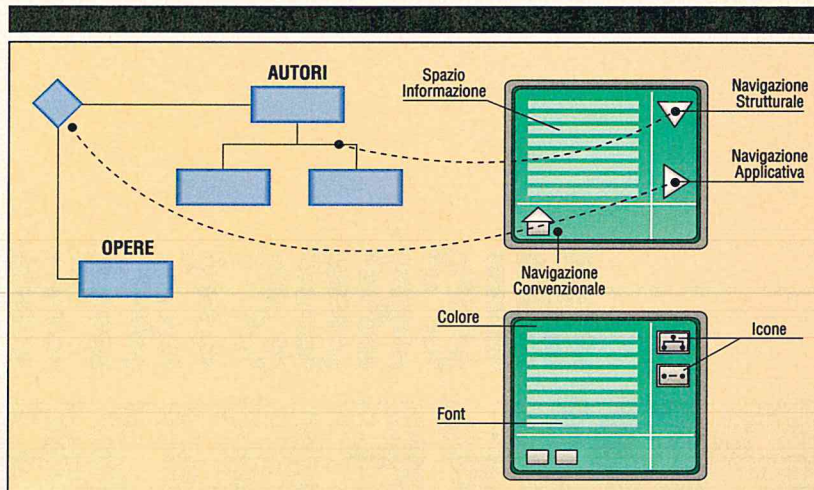 AUTORI
OPERE
Spazio
Informazione
Navigazione
Strutturale
Navigazione
Applicativa
Navigazione
Convenzionale
Colore
Icone
Font